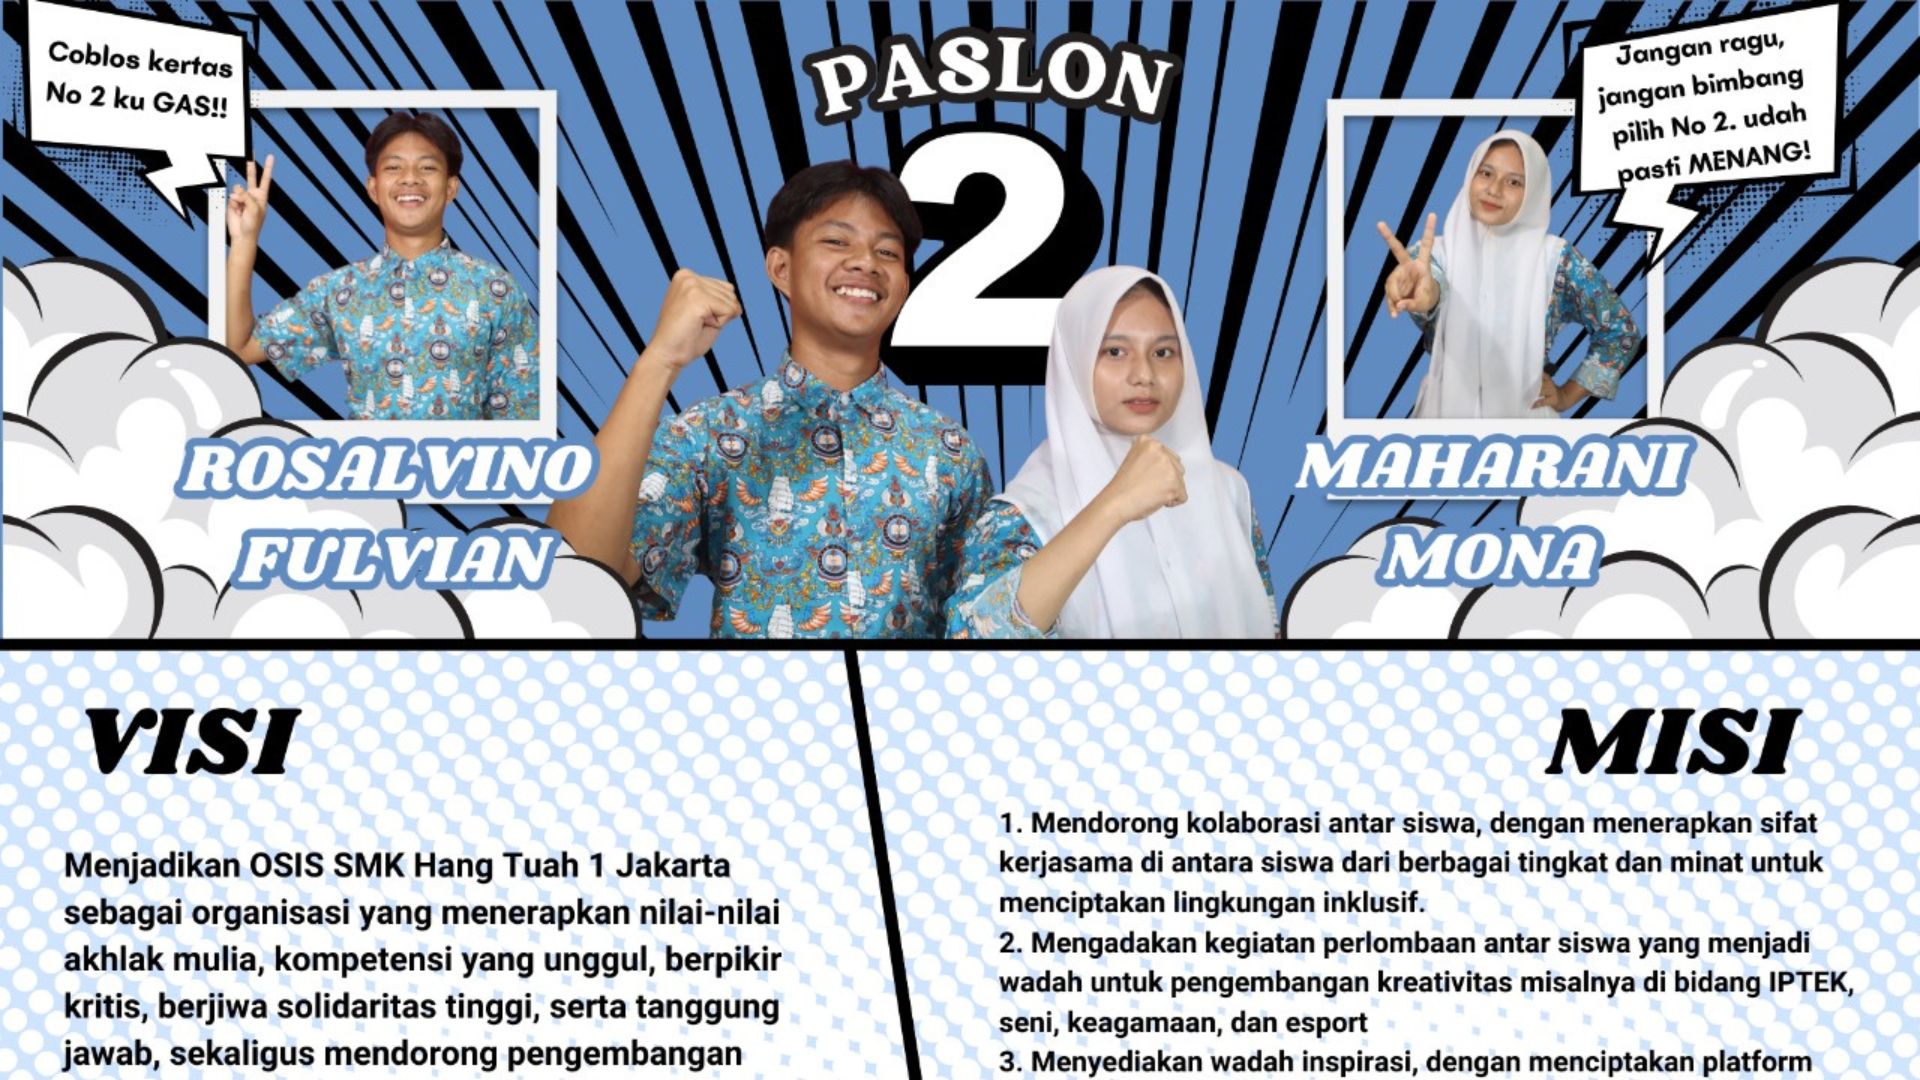 Coblos kertas
No 2 ku GAS!!
PASLON
2
Jangan ragu,
jangan bimbang
pilih No 2. udah
pasti MENANG!
ROSALVINO
FULVIAN
MAHARANI
MONA
VISI
Menjadikan OSIS SMK Hang Tuah 1 Jakarta
sebagai organisasi yang menerapkan nilai-nilai
akhlak mulia, kompetensi yang unggul, berpikir
kritis, berjiwa solidaritas tinggi, serta tanggung
jawab, sekaligus mendorong pengembangan
MISI
1. Mendorong kolaborasi antar siswa, dengan menerapkan sifat
kerjasama di antara siswa dari berbagai tingkat dan minat untuk
menciptakan lingkungan inklusif.
2. Mengadakan kegiatan perlombaan antar siswa yang menjadi
wadah untuk pengembangan kreativitas misalnya di bidang IPTEK,
seni, keagamaan, dan esport
3. Menyediakan wadah inspirasi, dengan menciptakan platform